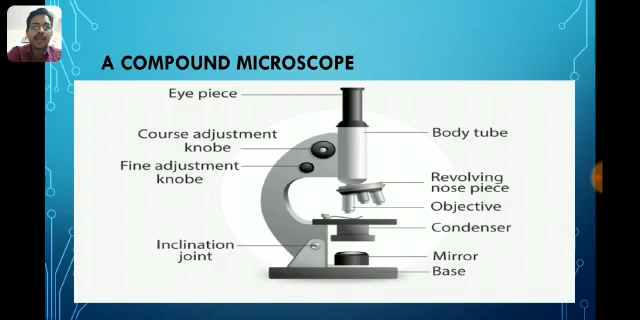 A COMPOUND MICROSCOPE
Eye piece
Course adjustment
knobe
Fine adjustment
knobe
Inclination
joint
Body tube
Revolving
nose piece
Objective
Condenser
Mirror
Base